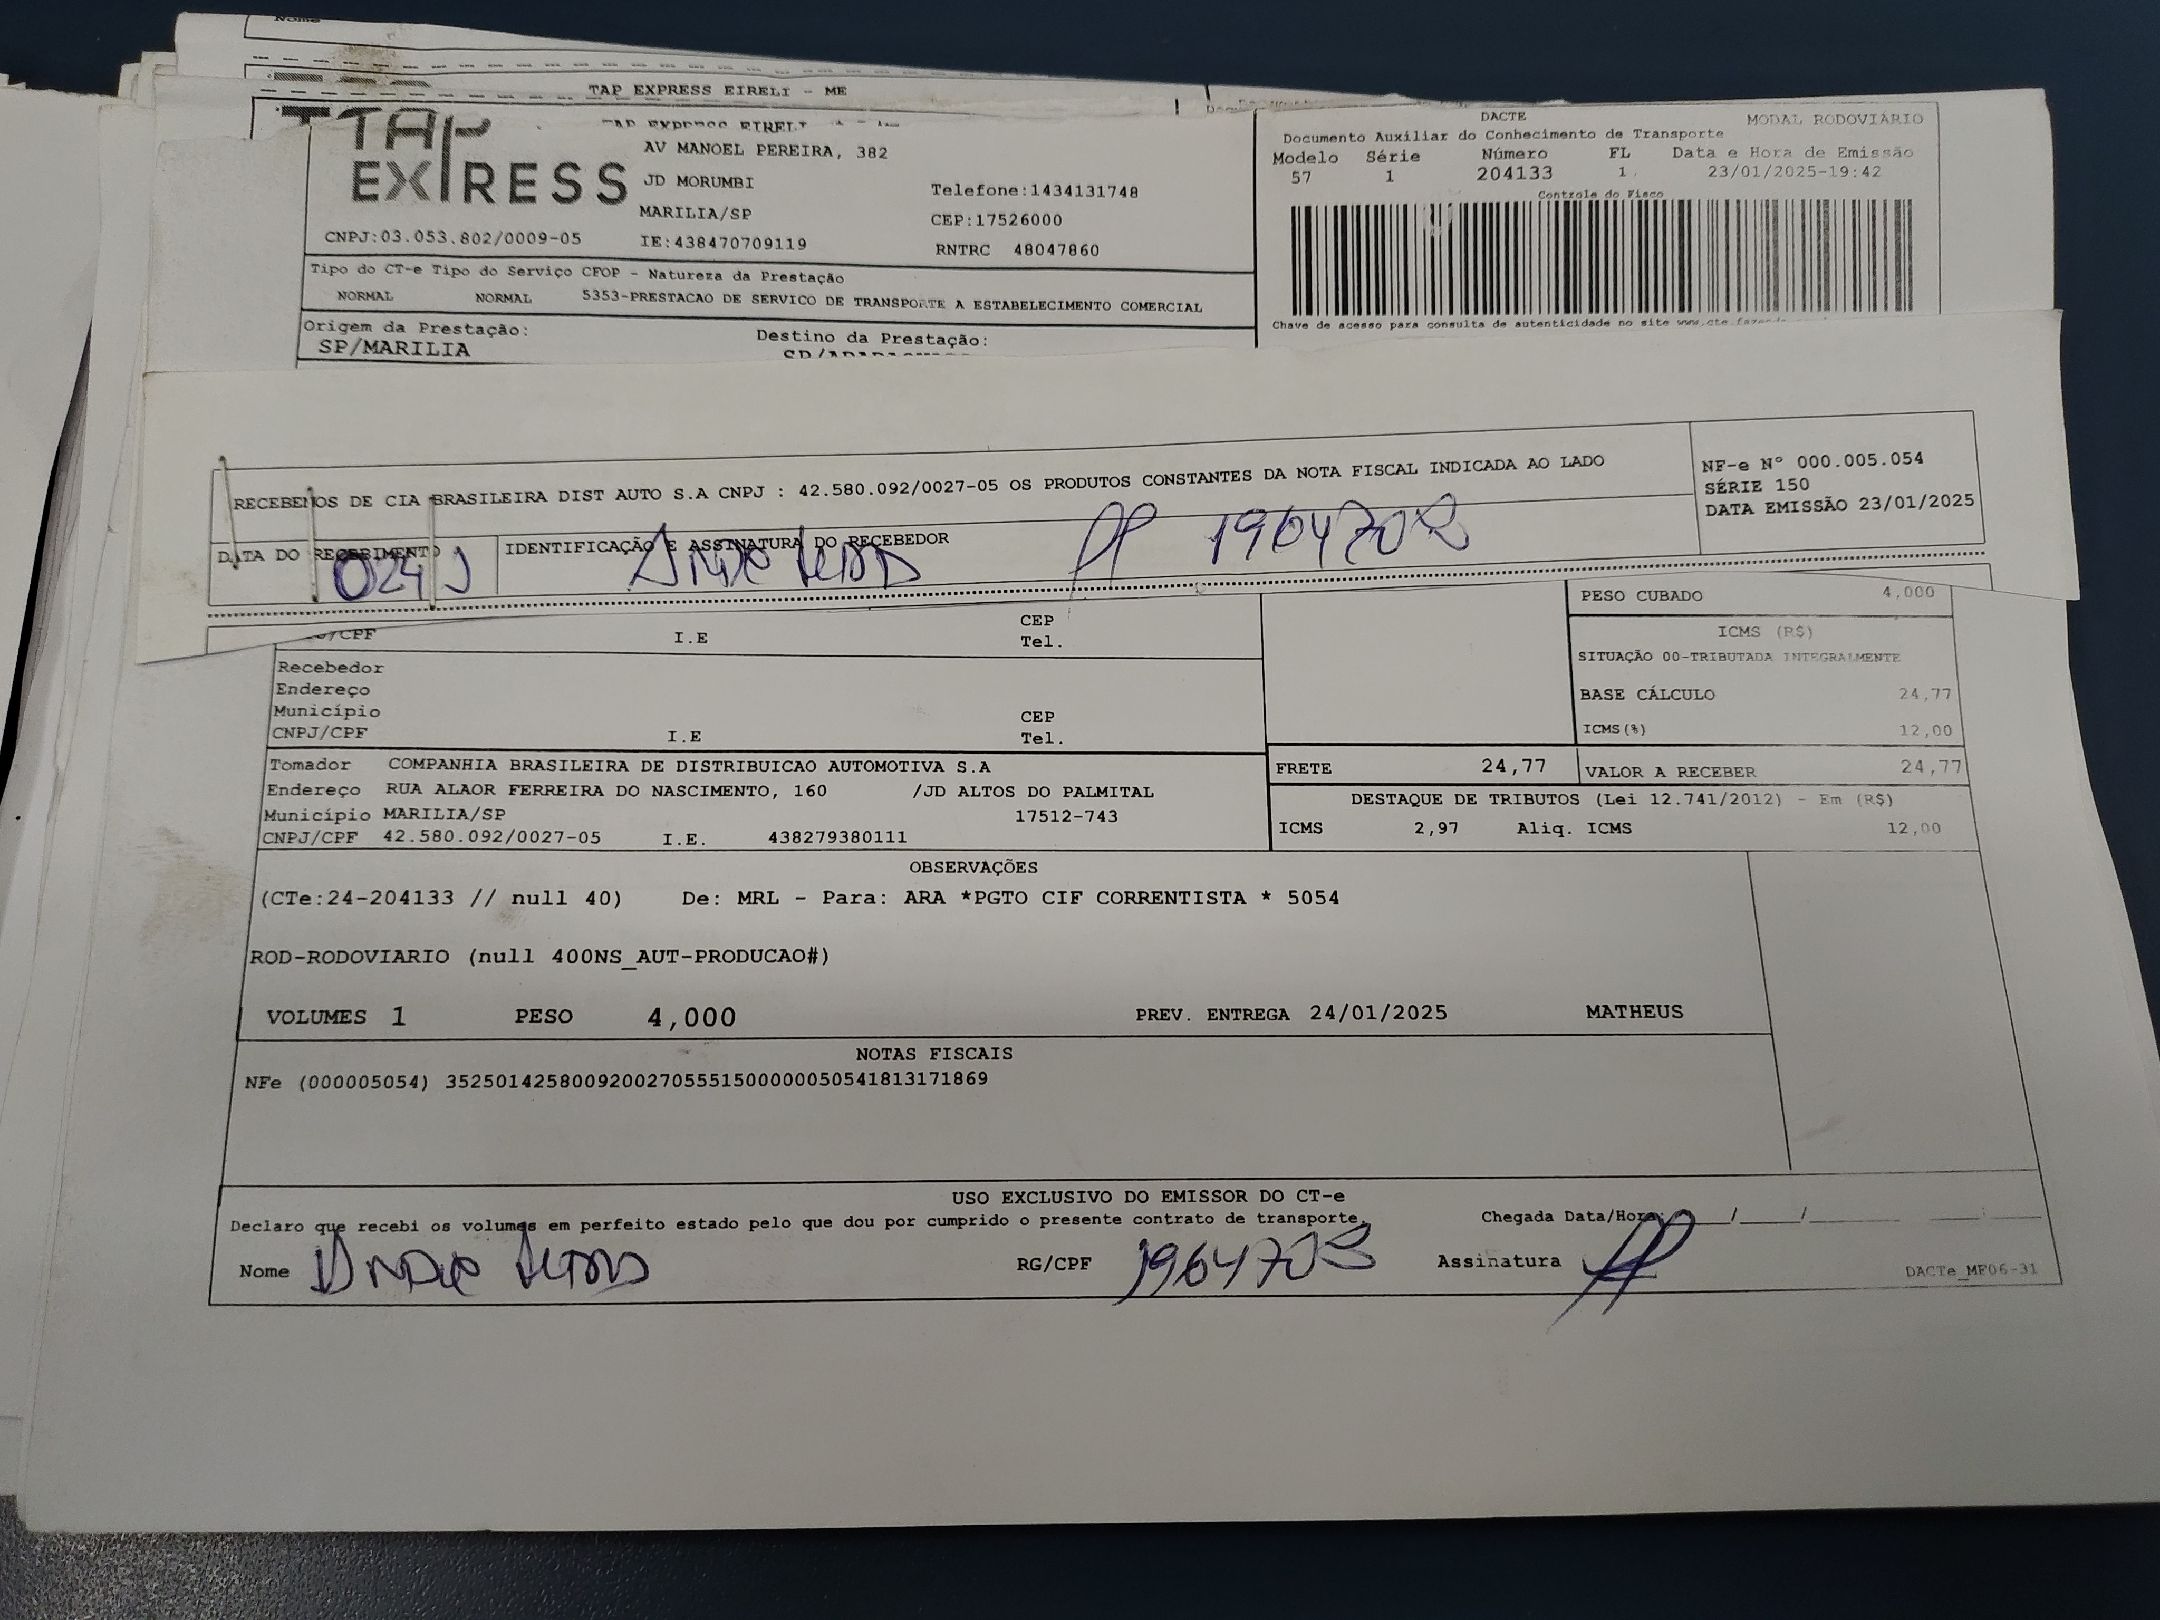 Nome
TAP EXPRESS EIRELI - ME
TAP EXPRESS
TAP EXPRESS EIRELI
AV MANOEL PEREIRA, 382
JD MORUMBI
MARILIA/SP
CNPJ:03.053.802/0009-05
IE:438470709119
Telefone:1434131748
CEP:17526000
RNTRC 48047860
DACTE
MODAL RODOVIÁRIO
Documento Auxiliar do Conhecimento de Transporte
Modelo Série Número FL Data e Hora de Emissão
57 1 204133 1 23/01/2025-19:42
Controle do Fisco
Chave de acesso para consulta de autenticidade no site www.cte.fazenda
Tipo do CT-e Tipo do Serviço CFOP - Natureza da Prestação
NORMAL NORMAL 5353-PRESTACAO DE SERVICO DE TRANSPORTE A ESTABELECIMENTO COMERCIAL
Origem da Prestação: Destino da Prestação:
SP/MARILIA
RECEBEMOS DE CIA BRASILEIRA DIST AUTO S.A CNPJ : 42.580.092/0027-05 OS PRODUTOS CONSTANTES DA NOTA FISCAL INDICADA AO LADO
NF-e Nº 000.005.054
SÉRIE 150
DATA EMISSÃO 23/01/2025
DATA DO RECEBIMENTO
IDENTIFICAÇÃO E ASSINATURA DO RECEBEDOR
19647028
/CPF I.E CEP
Tel.
Recebedor
Endereço
Município CEP
CNPJ/CPF I.E Tel.
PESO CUBADO 4,000
ICMS (R$)
SITUAÇÃO 00-TRIBUTADA INTEGRALMENTE
BASE CÁLCULO 24,77
ICMS(%) 12,00
Tomador COMPANHIA BRASILEIRA DE DISTRIBUICAO AUTOMOTIVA S.A
Endereço RUA ALAOR FERREIRA DO NASCIMENTO, 160 /JD ALTOS DO PALMITAL
Município MARILIA/SP 17512-743
CNPJ/CPF 42.580.092/0027-05 I.E. 438279380111
FRETE 24,77 VALOR A RECEBER 24,77
DESTAQUE DE TRIBUTOS (Lei 12.741/2012) - Em (R$)
ICMS 2,97 Aliq. ICMS 12,00
OBSERVAÇÕES
(CTe:24-204133 // null 40) De: MRL - Para: ARA *PGTO CIF CORRENTISTA * 5054
ROD-RODOVIARIO (null 400NS_AUT-PRODUCAO#)
VOLUMES 1 PESO 4,000 PREV. ENTREGA 24/01/2025 MATHEUS
NOTAS FISCAIS
NFe (000005054) 35250142580092002705551500000050541813171869
USO EXCLUSIVO DO EMISSOR DO CT-e
Declaro que recebi os volumes em perfeito estado pelo que dou por cumprido o presente contrato de transporte. Chegada Data/Hora: / / :
Nome RG/CPF Assinatura
DACTe_MF06-31